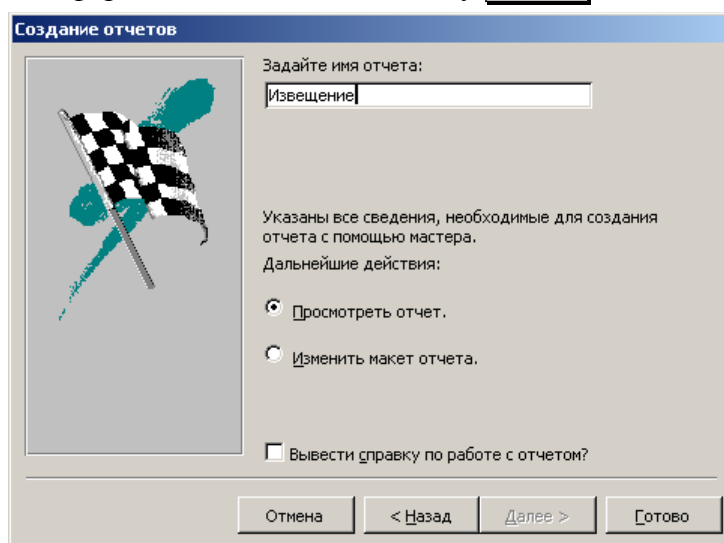 Создание отчетов
Задайте имя отчета:
Извещение
Указаны все сведения, необходимые для создания
отчета с помощью мастера.
Дальнейшие действия:
Просмотреть отчет.
Изменить макет отчета.
Вывести справку по работе с отчетом?
Отмена
< Назад
Далее >
Готово